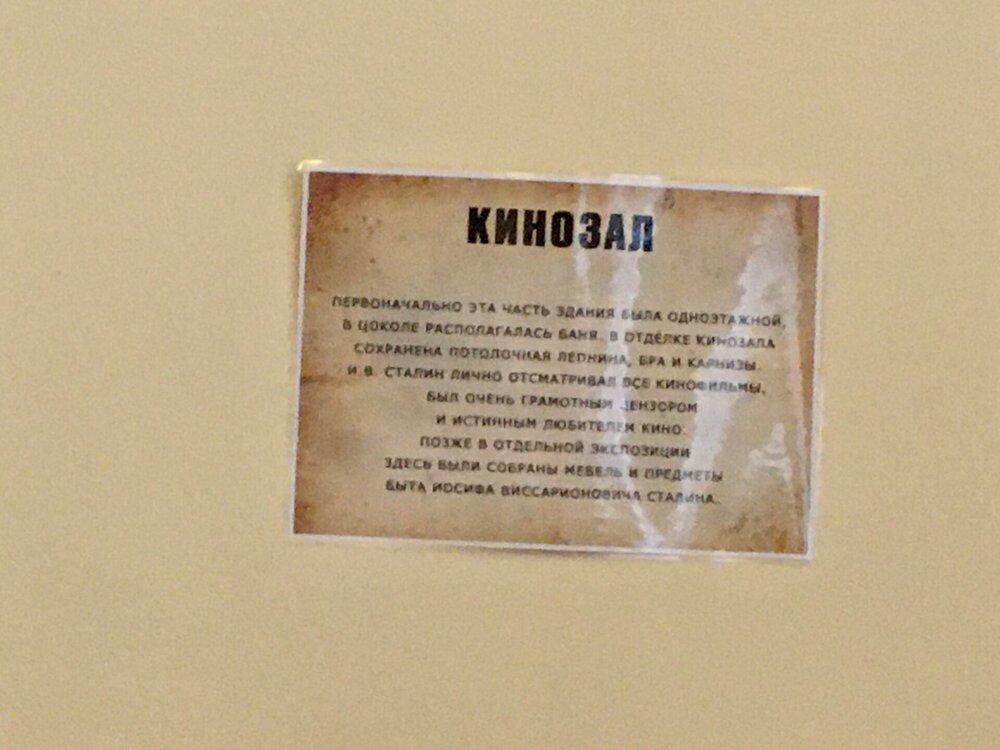 КИНОЗАЛ
ПЕРВОНАЧАЛЬНО ЭТА ЧАСТЬ ЗДАНИЯ БЫЛА ОДНОЭТАЖНОЙ,
В ЦОКОЛЕ РАСПОЛАГАЛАСЬ БАНЯ. В ОТДЕЛКЕ КИНОЗАЛА
СОХРАНЕНА ПОТОЛОЧНАЯ ЛЕПНИНА, БРА И КАРНИЗЫ.
И.В. СТАЛИН ЛИЧНО ОТСМАТРИВАЛ ВСЕ КИНОФИЛЬМЫ,
БЫЛ ОЧЕНЬ ГРАМОТНЫМ ЦЕНЗОРОМ
И ИСТИННЫМ ЛЮБИТЕЛЕМ КИНО.
ПОЗЖЕ В ОТДЕЛЬНОЙ ЭКСПОЗИЦИИ
ЗДЕСЬ БЫЛИ СОБРАНЫ МЕБЕЛЬ И ПРЕДМЕТЫ
БЫТА ИОСИФА ВИССАРИОНОВИЧА СТАЛИНА.